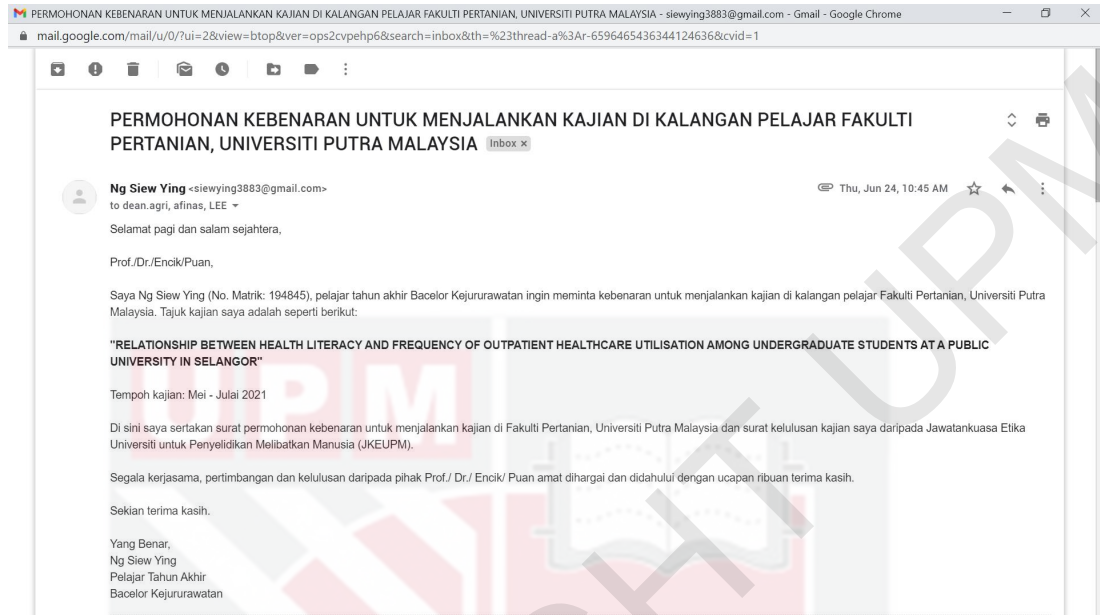 PERMOHONAN KEBENARAN UNTUK MENJALANKAN KAJIAN DI KALANGAN PELAJAR FAKULTI PERTANIAN, UNIVERSITI PUTRA MALAYSIA - siewying3883@gmail.com - Gmail - Google Chrome
mail.google.com/mail/u/0/?ui=2&view=btop&ver=ops2cvpehp6&search=inbox&th=%23thread-a%3Ar-6596465436344124636&cvid=1
PERMOHONAN KEBENARAN UNTUK MENJALANKAN KAJIAN DI KALANGAN PELAJAR FAKULTI
PERTANIAN, UNIVERSITI PUTRA MALAYSIA Inbox ×
Ng Siew Ying <siewying3883@gmail.com> Thu, Jun 24, 10:45 AM
to dean.agri, afinas, LEE
Selamat pagi dan salam sejahtera,
Prof./Dr./Encik/Puan,
Saya Ng Siew Ying (No. Matrik: 194845), pelajar tahun akhir Bacelor Kejururawatan ingin meminta kebenaran untuk menjalankan kajian di kalangan pelajar Fakulti Pertanian, Universiti Putra
Malaysia. Tajuk kajian saya adalah seperti berikut:
"RELATIONSHIP BETWEEN HEALTH LITERACY AND FREQUENCY OF OUTPATIENT HEALTHCARE UTILISATION AMONG UNDERGRADUATE STUDENTS AT A PUBLIC
UNIVERSITY IN SELANGOR"
Tempoh kajian: Mei - Julai 2021
Di sini saya sertakan surat permohonan kebenaran untuk menjalankan kajian di Fakulti Pertanian, Universiti Putra Malaysia dan surat kelulusan kajian saya daripada Jawatankuasa Etika
Universiti untuk Penyelidikan Melibatkan Manusia (JKEUPM).
Segala kerjasama, pertimbangan dan kelulusan daripada pihak Prof./ Dr./ Encik/ Puan amat dihargai dan didahului dengan ucapan ribuan terima kasih.
Sekian terima kasih.
Yang Benar,
Ng Siew Ying
Pelajar Tahun Akhir
Bacelor Kejururawatan
UPM
HT UPM